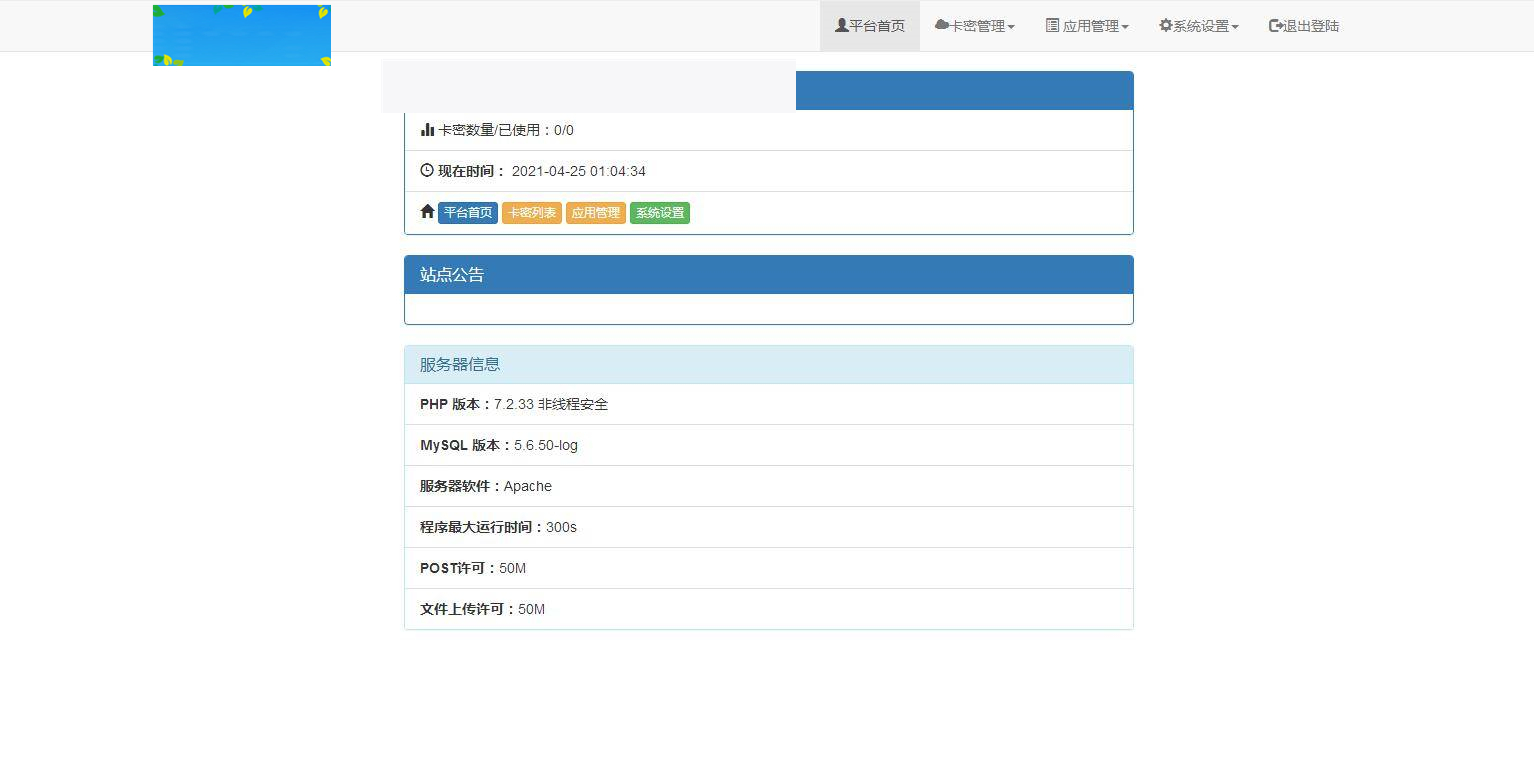 平台首页 卡密管理 应用管理 系统设置 退出登陆
卡密数量/已使用：0/0
现在时间： 2021-04-25 01:04:34
平台首页 卡密列表 应用管理 系统设置
站点公告
服务器信息
PHP 版本：7.2.33 非线程安全
MySQL 版本：5.6.50-log
服务器软件：Apache
程序最大运行时间：300s
POST许可：50M
文件上传许可：50M